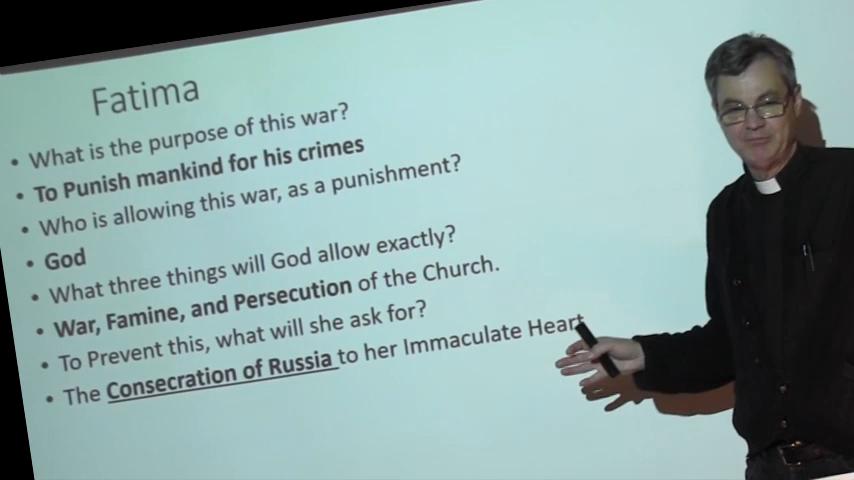 Fatima
• What is the purpose of this war?
• To Punish mankind for his crimes
• Who is allowing this war, as a punishment?
• God
• What three things will God allow exactly?
• War, Famine, and Persecution of the Church.
• To Prevent this, what will she ask for?
• The Consecration of Russia to her Immaculate Heart